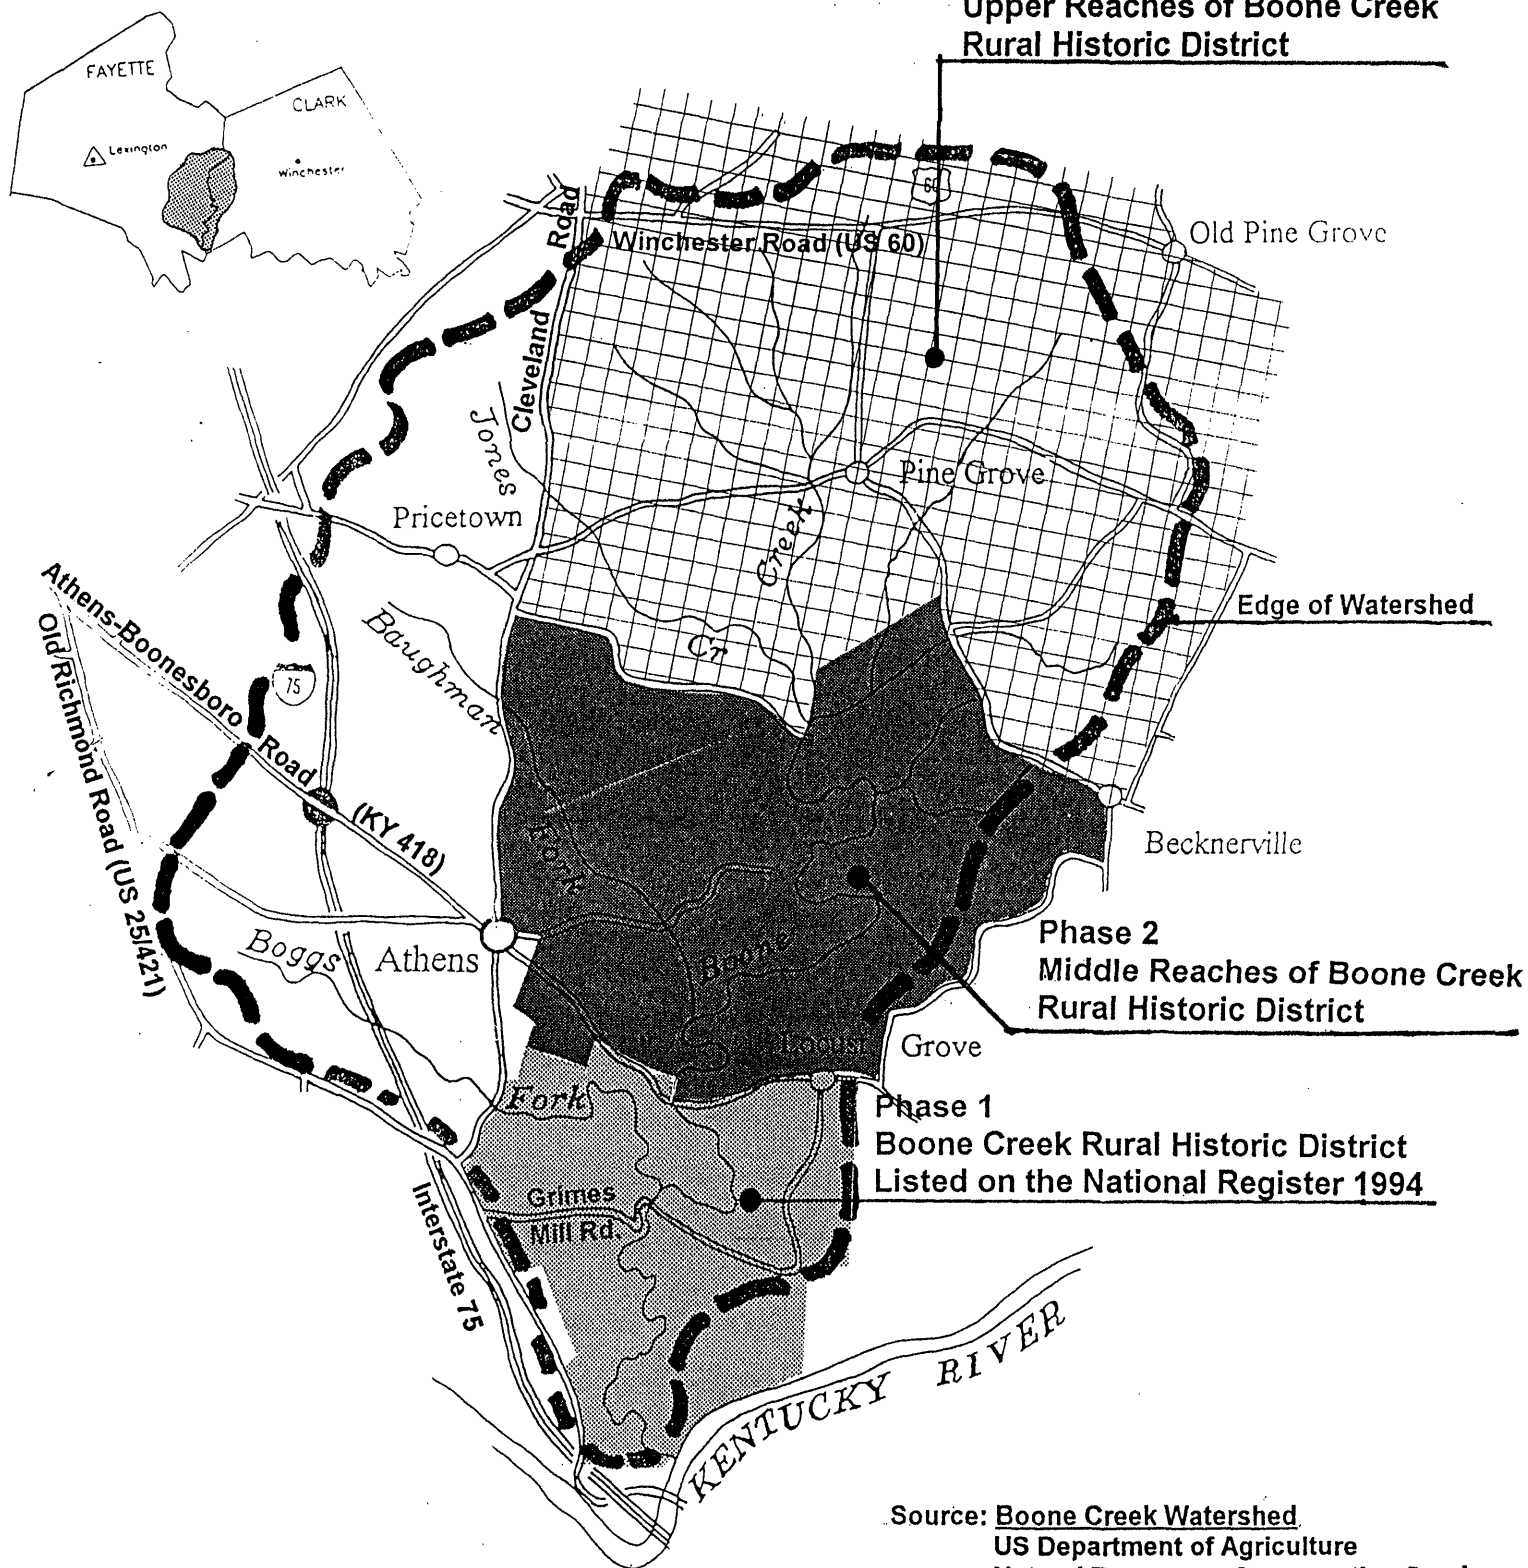 Upper Reaches of Boone Creek
Rural Historic District
FAYETTE
CLARK
Lexington
Winchester
60
Road
Winchester Road (US 60)
Old Pine Grove
Cleveland
Jones
Pine Grove
Pricetown
Creek
Edge of Watershed
Athens-Boonesboro Road (KY 418)
Old Richmond Road (US 25/421)
Baughman
Cr
75
Fork
Becknerville
Phase 2
Middle Reaches of Boone Creek
Rural Historic District
Boggs
Athens
Boone
Locust Grove
Fork
Phase 1
Boone Creek Rural Historic District
Listed on the National Register 1994
Grimes
Mill Rd.
Interstate 75
KENTUCKY RIVER
Source: Boone Creek Watershed
US Department of Agriculture